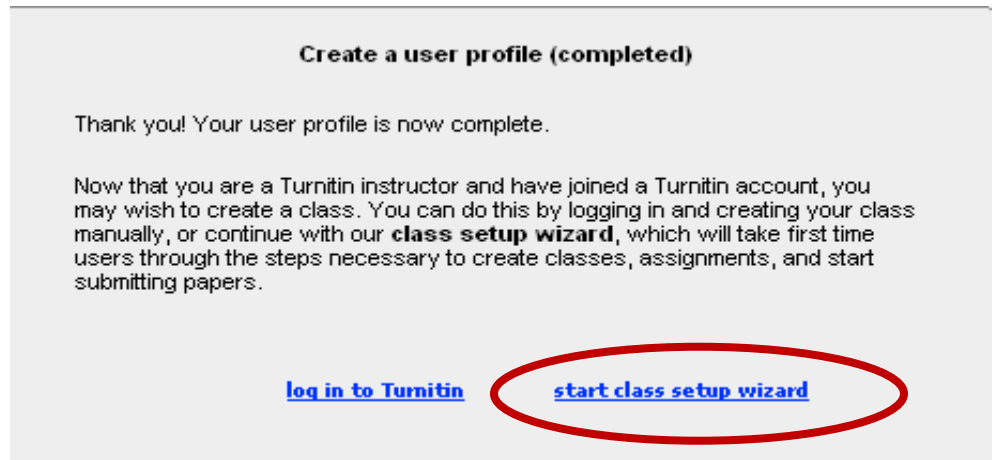 Create a user profile (completed)
Thank you! Your user profile is now complete.
Now that you are a Turnitin instructor and have joined a Turnitin account, you
may wish to create a class. You can do this by logging in and creating your class
manually, or continue with our class setup wizard, which will take first time
users through the steps necessary to create classes, assignments, and start
submitting papers.
log in to Turnitin start class setup wizard